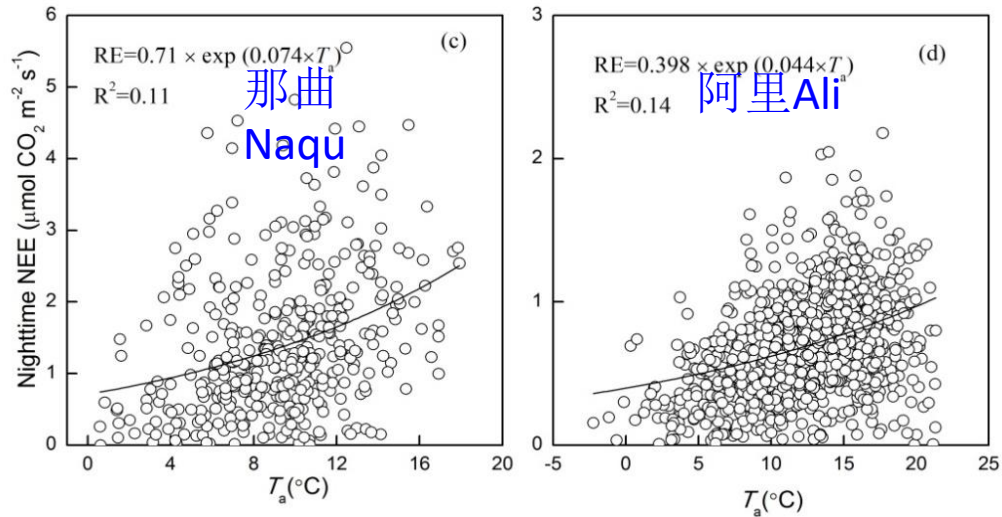 (c)
RE=0.71 × exp (0.074×Ta)
R2=0.11
那曲
Naqu
6
5
4
3
2
1
0
Nighttime NEE (μmol CO2 m-2 s-1)
0 4 8 12 16 20
Ta(°C)
(d)
RE=0.398 × exp (0.044×Ta)
R2=0.14
阿里Ali
3
2
1
0
-5 0 5 10 15 20 25
Ta(°C)